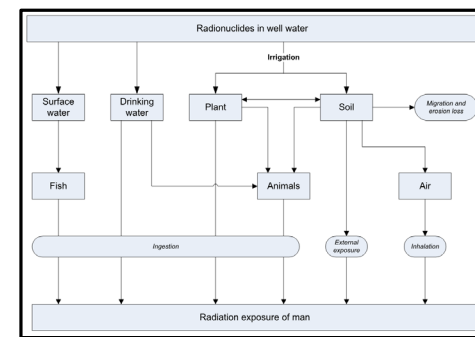 Radionuclides in well water
Irrigation
Surface
water
Drinking
water
Plant
Soil
Migration and
erosion loss
Fish
Animals
Air
Ingestion
External
exposure
Inhalation
Radiation exposure of man